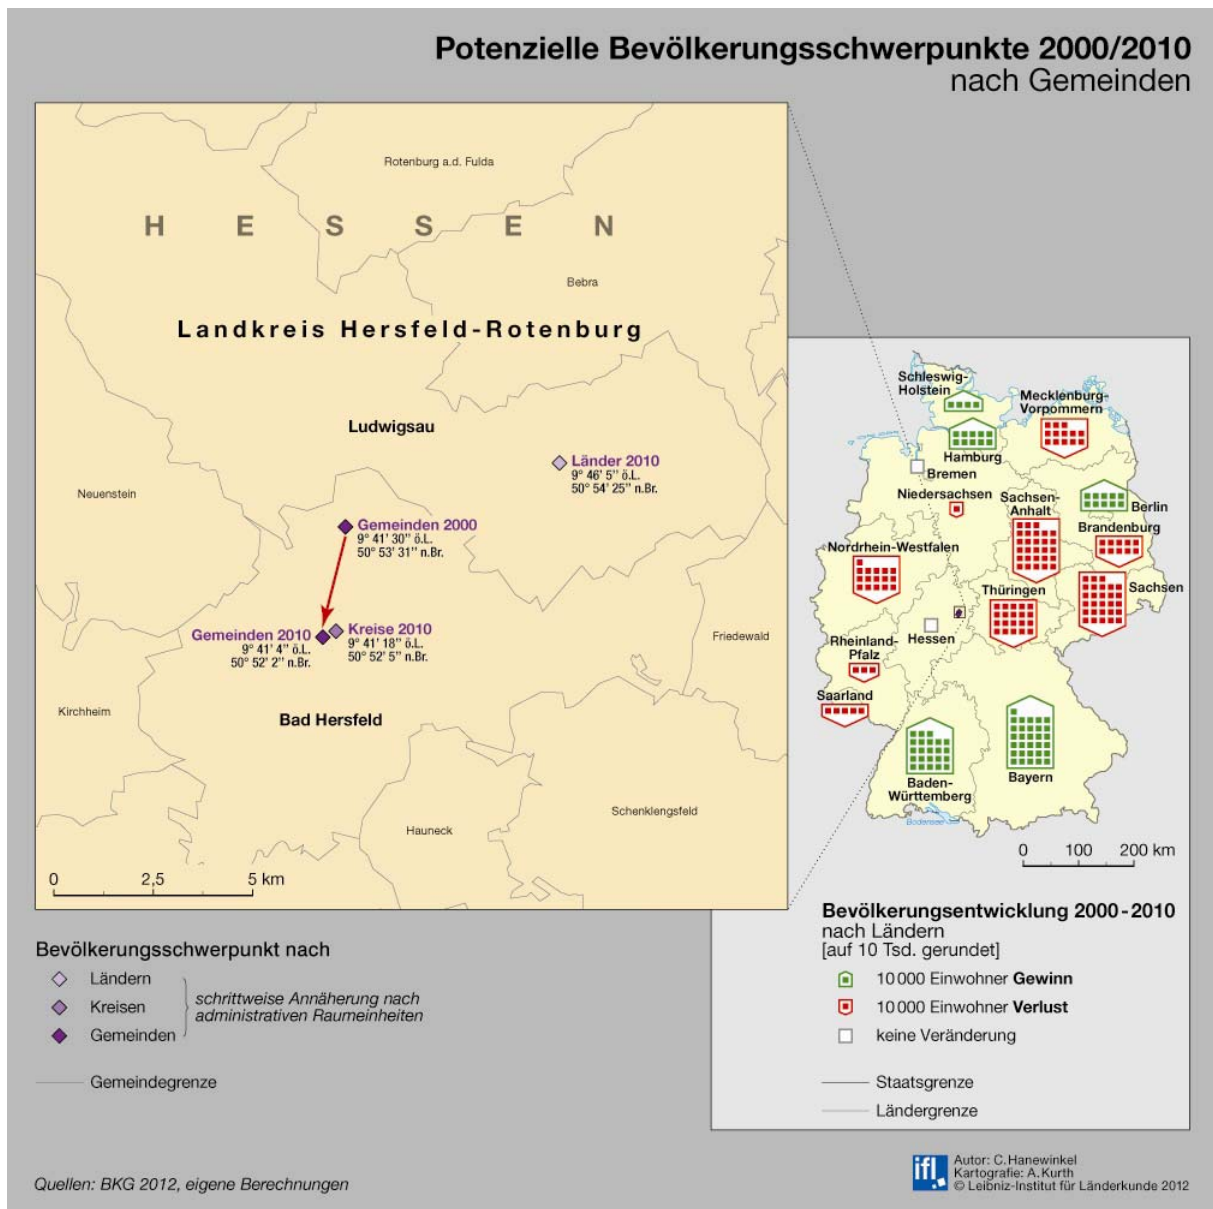 Potenzielle Bevölkerungsschwerpunkte 2000/2010
nach Gemeinden
Rotenburg a.d. Fulda
HESSEN
Bebra
Landkreis Hersfeld-Rotenburg
Ludwigsau
Länder 2010
9° 46' 5'' ö.L.
50° 54' 25'' n.Br.
Neuenstein
Gemeinden 2000
9° 41' 30'' ö.L.
50° 53' 31'' n.Br.
Gemeinden 2010
9° 41' 4'' ö.L.
50° 52' 2'' n.Br.
Kreise 2010
9° 41' 18'' ö.L.
50° 52' 5'' n.Br.
Friedewald
Kirchheim
Bad Hersfeld
Schenklengsfeld
Hauneck
0 2,5 5 km
Schleswig-
Holstein
Mecklenburg-
Vorpommern
Hamburg
Bremen
Niedersachsen
Sachsen-
Anhalt
Berlin
Brandenburg
Nordrhein-Westfalen
Thüringen
Sachsen
Hessen
Rheinland-
Pfalz
Saarland
Baden-
Württemberg
Bayern
Bodensee
0 100 200 km
Bevölkerungsschwerpunkt nach
Ländern
Kreisen
Gemeinden
schrittweise Annäherung nach
administrativen Raumeinheiten
Gemeindegrenze
Bevölkerungsentwicklung 2000-2010
nach Ländern
[auf 10 Tsd. gerundet]
10 000 Einwohner Gewinn
10 000 Einwohner Verlust
keine Veränderung
Staatsgrenze
Ländergrenze
Quellen: BKG 2012, eigene Berechnungen
ifl
Autor: C.Hanewinkel
Kartografie: A.Kurth
© Leibniz-Institut für Länderkunde 2012